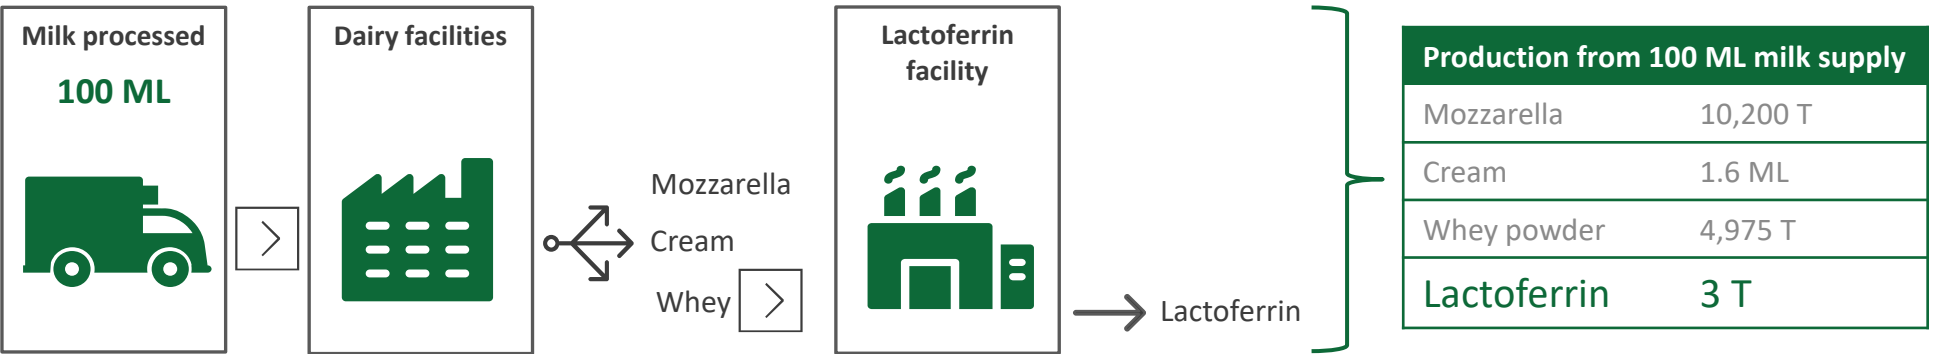 Milk processed
100 ML
Dairy facilities
Mozzarella
Cream
Whey
Lactoferrin
facility
Lactoferrin
Production from 100 ML milk supply
Mozzarella 10,200 T
Cream 1.6 ML
Whey powder 4,975 T
Lactoferrin 3 T